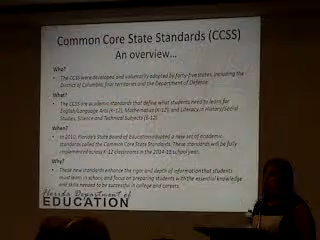 Common Core State Standards (CCSS)
An overview...
Who?
The CCSS were developed and voluntarily adopted by forty-five states, including the
District of Columbia, four territories and the Department of Defense.
What?
The CCSS are academic standards that define what students need to learn for
English/Language Arts (K-12), Mathematics (K-12), and Literacy in History/Social
Studies, Science and Technical Subjects (6-12).
When?
In 2010, Florida's State Board of Education adopted a new set of academic
standards called the Common Core State Standards. These standards will be fully
implemented across K-12 classrooms in the 2014-15 school year.
Why?
These new standards enhance the rigor and depth of information that students
must learn in school and focus on preparing students with the essential knowledge
and skills needed to be successful in college and careers.
Florida Department of
EDUCATION